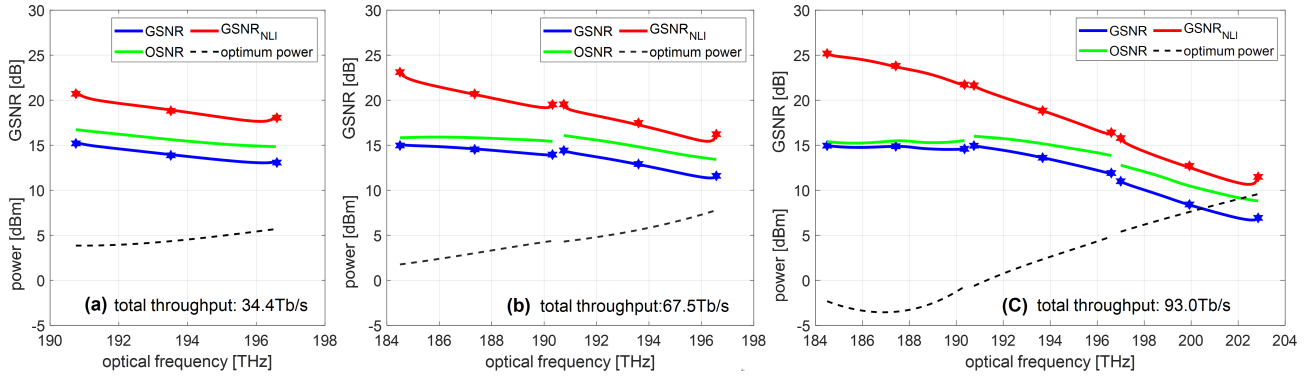 30
25
20
15
10
5
0
-5
GSNR [dB]
power [dBm]
GSNR
GSNR_NLI
OSNR
optimum power
(a) total throughput: 34.4Tb/s
190 192 194 196 198
optical frequency [THz]
30
25
20
15
10
5
0
-5
GSNR [dB]
power [dBm]
GSNR
GSNR_NLI
OSNR
optimum power
(b) total throughput:67.5Tb/s
184 186 188 190 192 194 196 198
optical frequency [THz]
30
25
20
15
10
5
0
-5
GSNR [dB]
power [dBm]
GSNR
GSNR_NLI
OSNR
optimum power
(C) total throughput: 93.0Tb/s
184 186 188 190 192 194 196 198 200 202 204
optical frequency [THz]